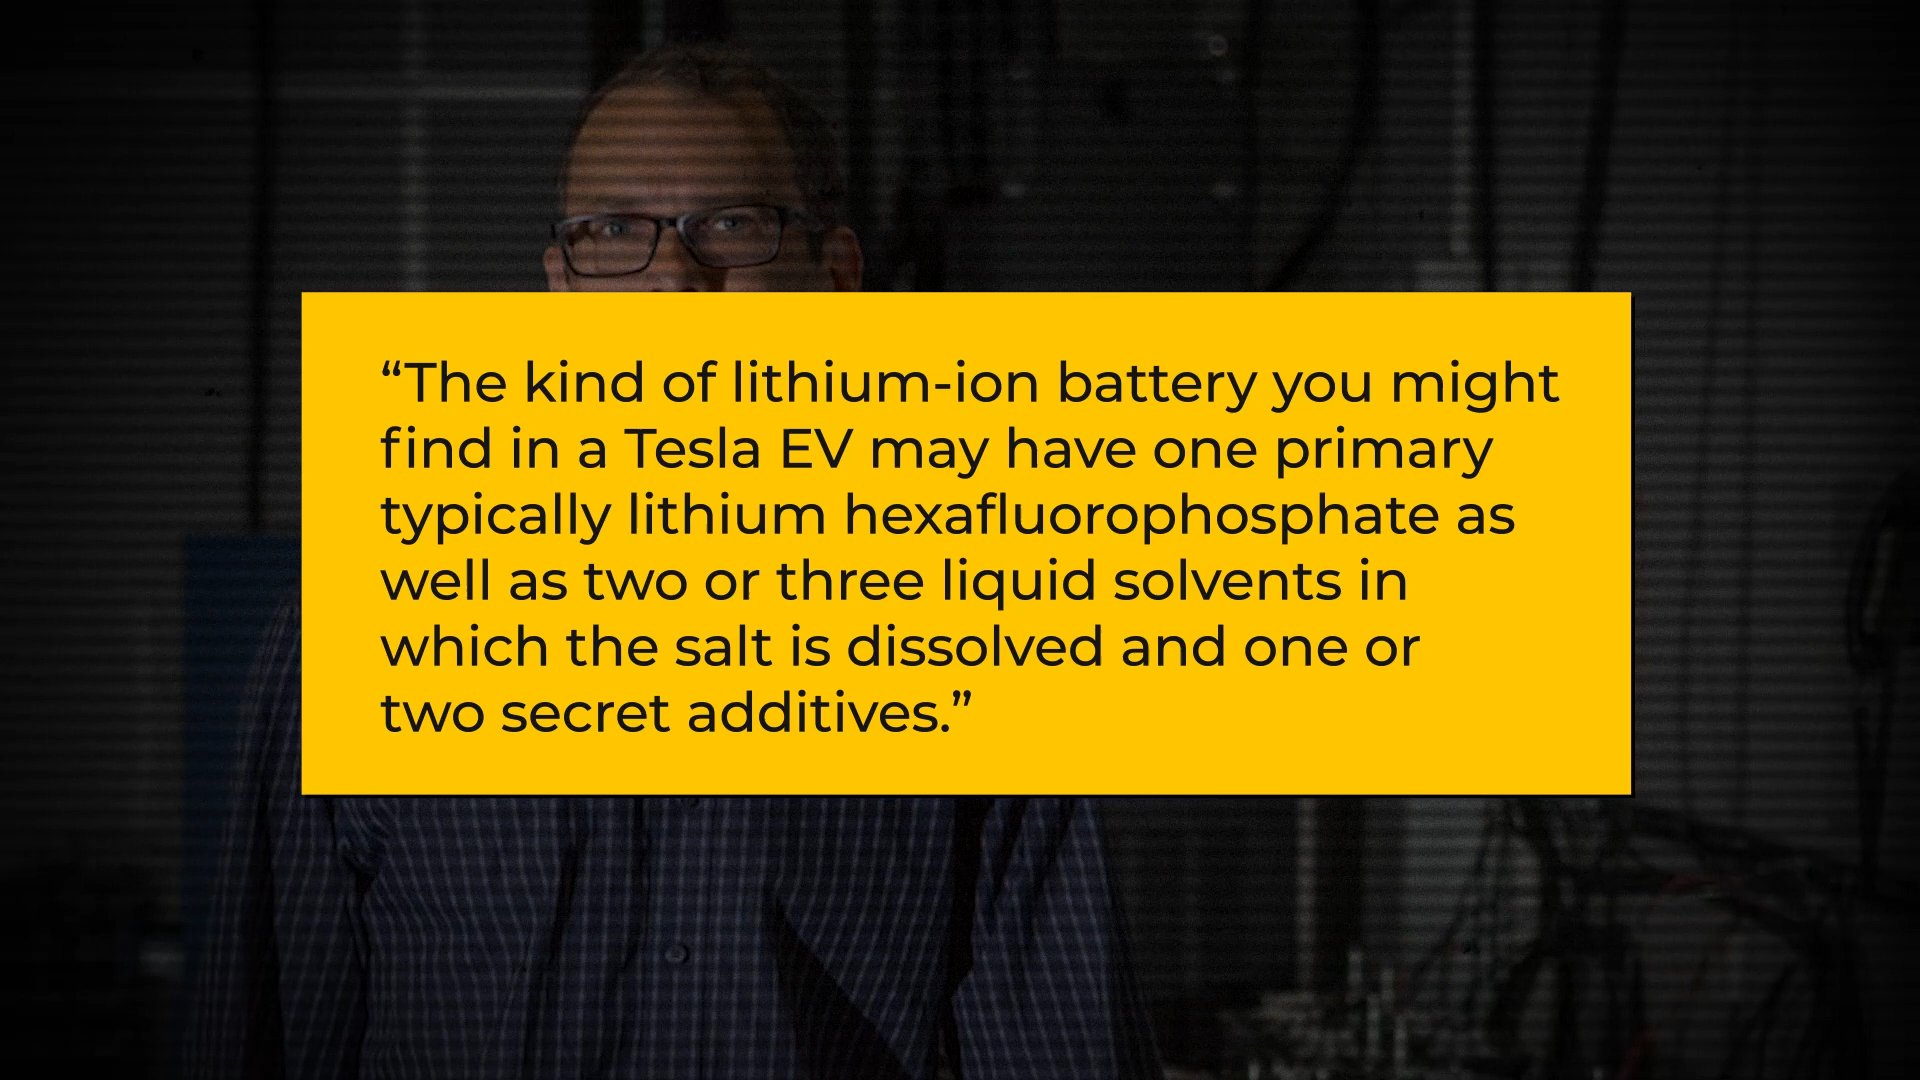 “The kind of lithium-ion battery you might
find in a Tesla EV may have one primary
typically lithium hexafluorophosphate as
well as two or three liquid solvents in
which the salt is dissolved and one or
two secret additives.”